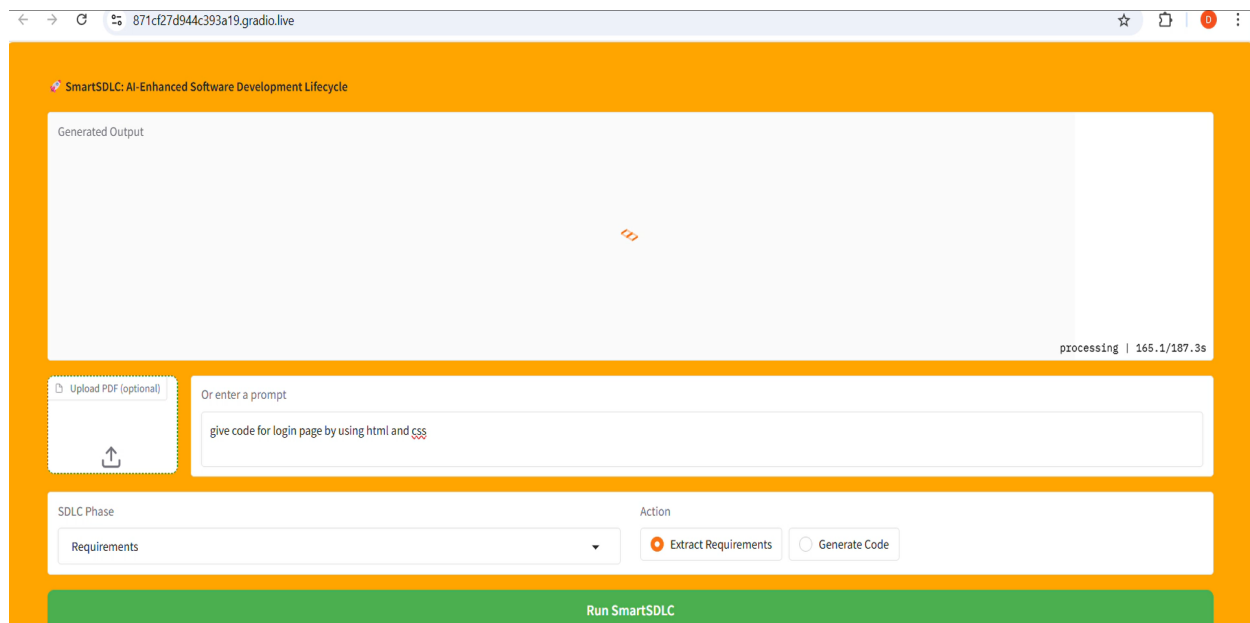 871cf27d944c393a19.gradio.live
D
🚀 SmartSDLC: AI-Enhanced Software Development Lifecycle
Generated Output
processing | 165.1/187.3s
Upload PDF (optional)
Or enter a prompt
give code for login page by using html and css
SDLC Phase
Action
Requirements
Extract Requirements
Generate Code
Run SmartSDLC